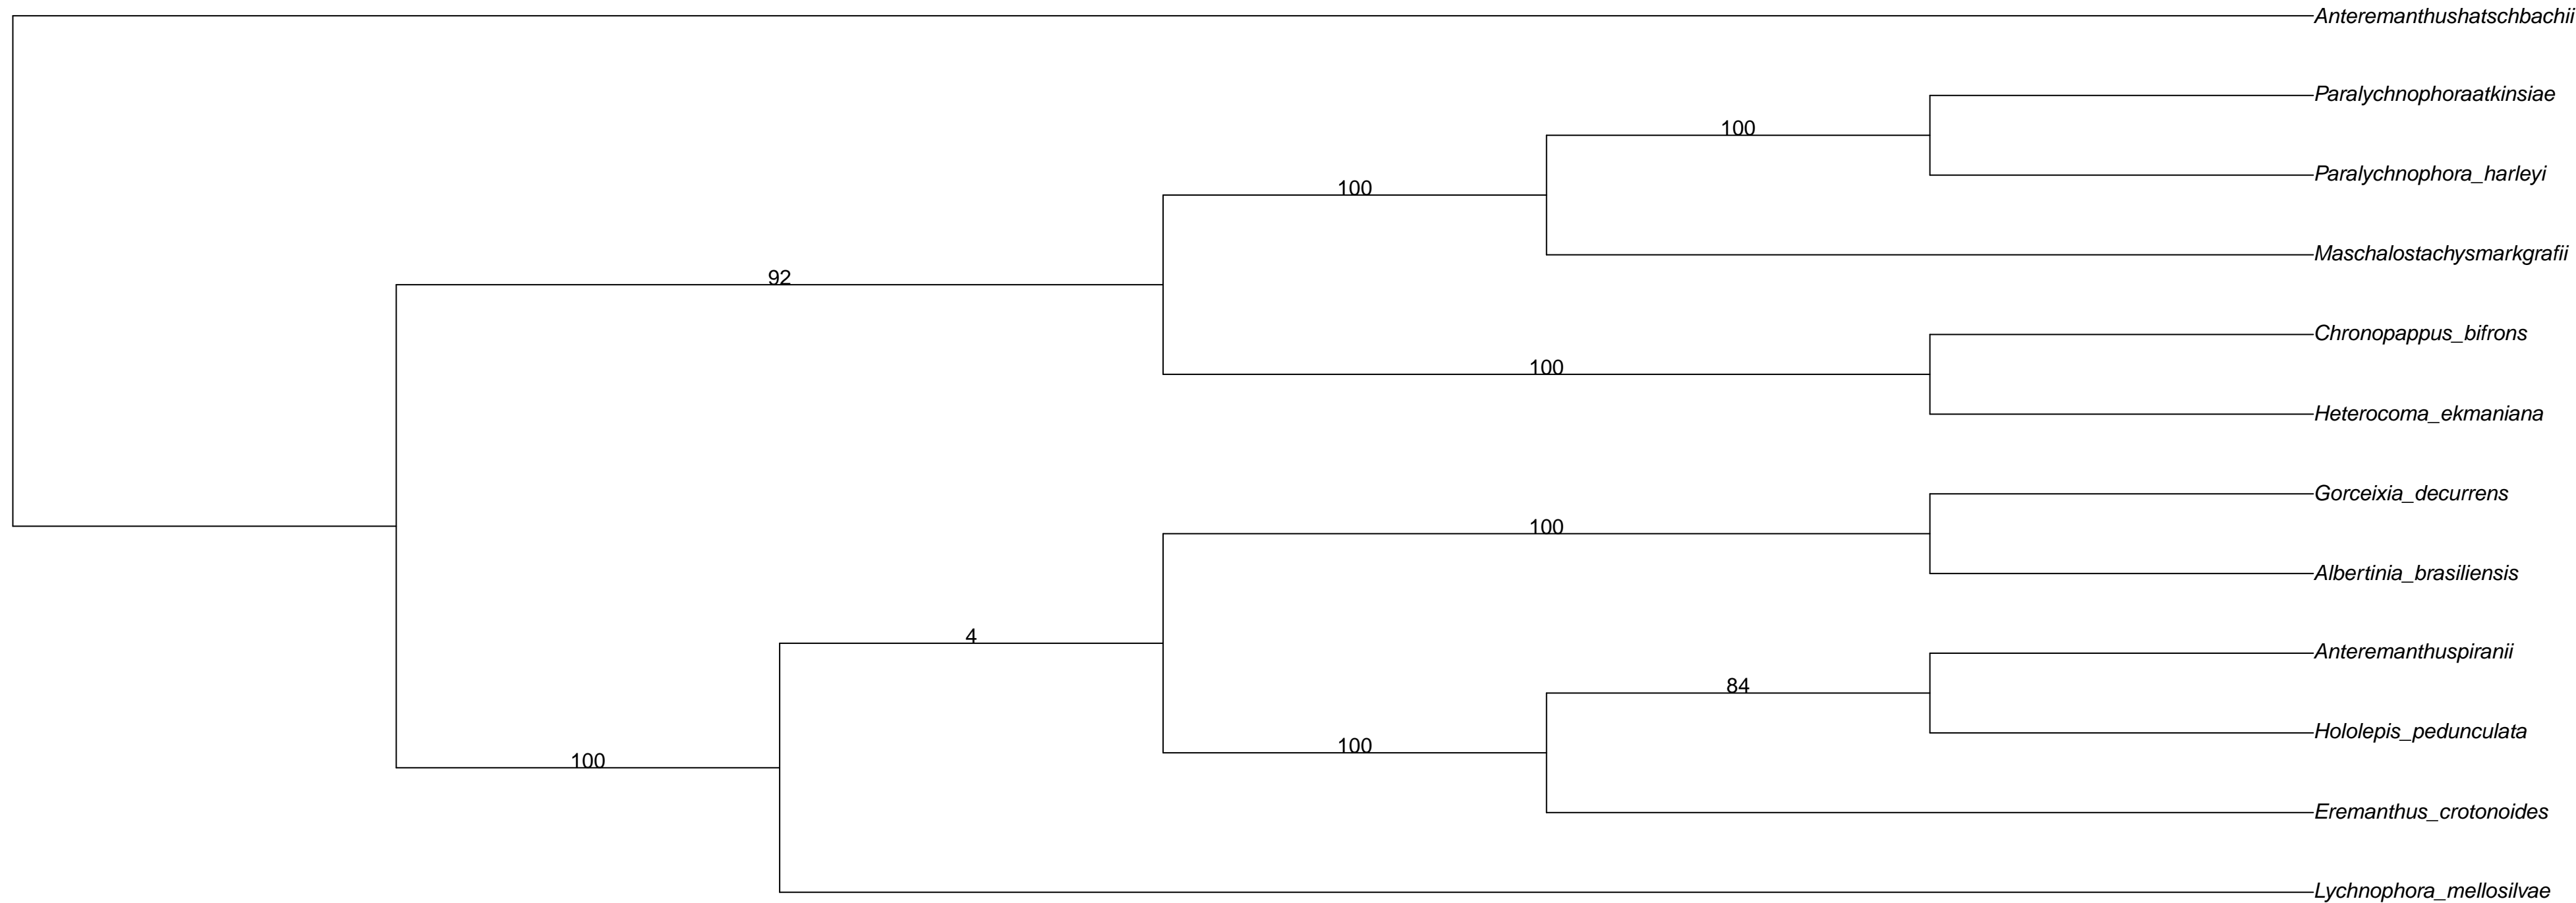 Anteremanthushatschbachii
Paralychnophoraatkinsiae
100
Paralychnophora_harleyi
100
Maschalostachysmarkgrafii
92
Chronopappus_bifrons
100
Heterocoma_ekmaniana
Gorceixia_decurrens
100
Albertinia_brasiliensis
4
Anteremanthuspiranii
84
Hololepis_pedunculata
100
100
Eremanthus_crotonoides
Lychnophora_mellosilvae